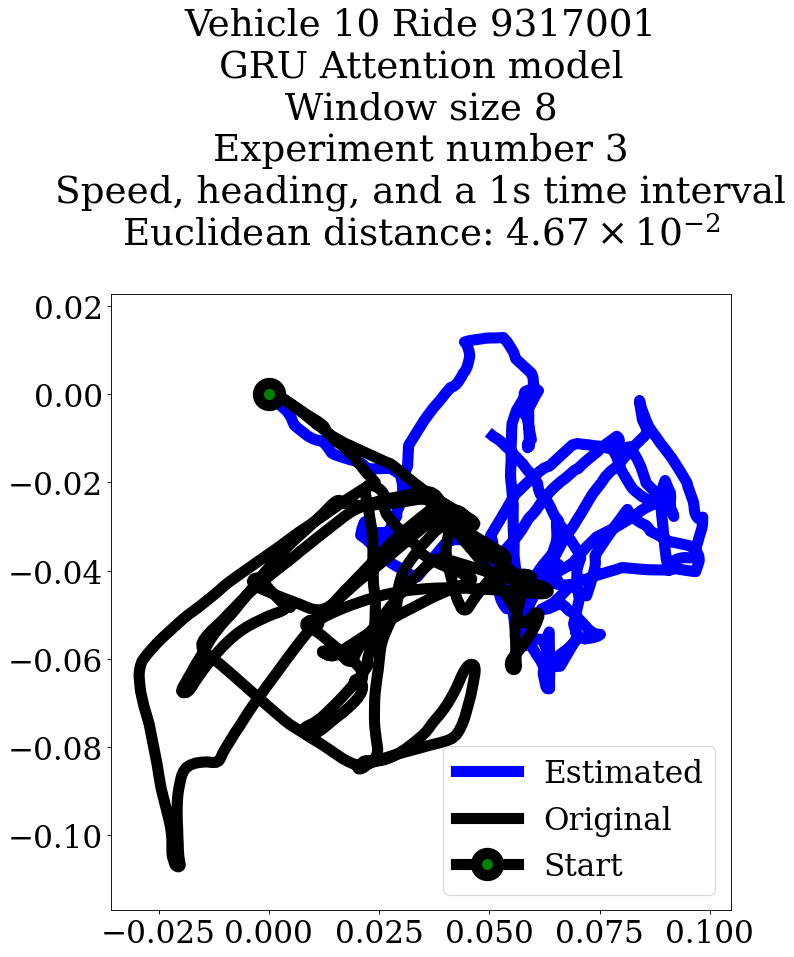 Vehicle 10 Ride 9317001
GRU Attention model
Window size 8
Experiment number 3
Speed, heading, and a 1s time interval
Euclidean distance: 4.67 × 10⁻²
0.02
0.00
−0.02
−0.04
−0.06
−0.08
−0.10
Estimated
Original
Start
−0.025 0.000 0.025 0.050 0.075 0.100